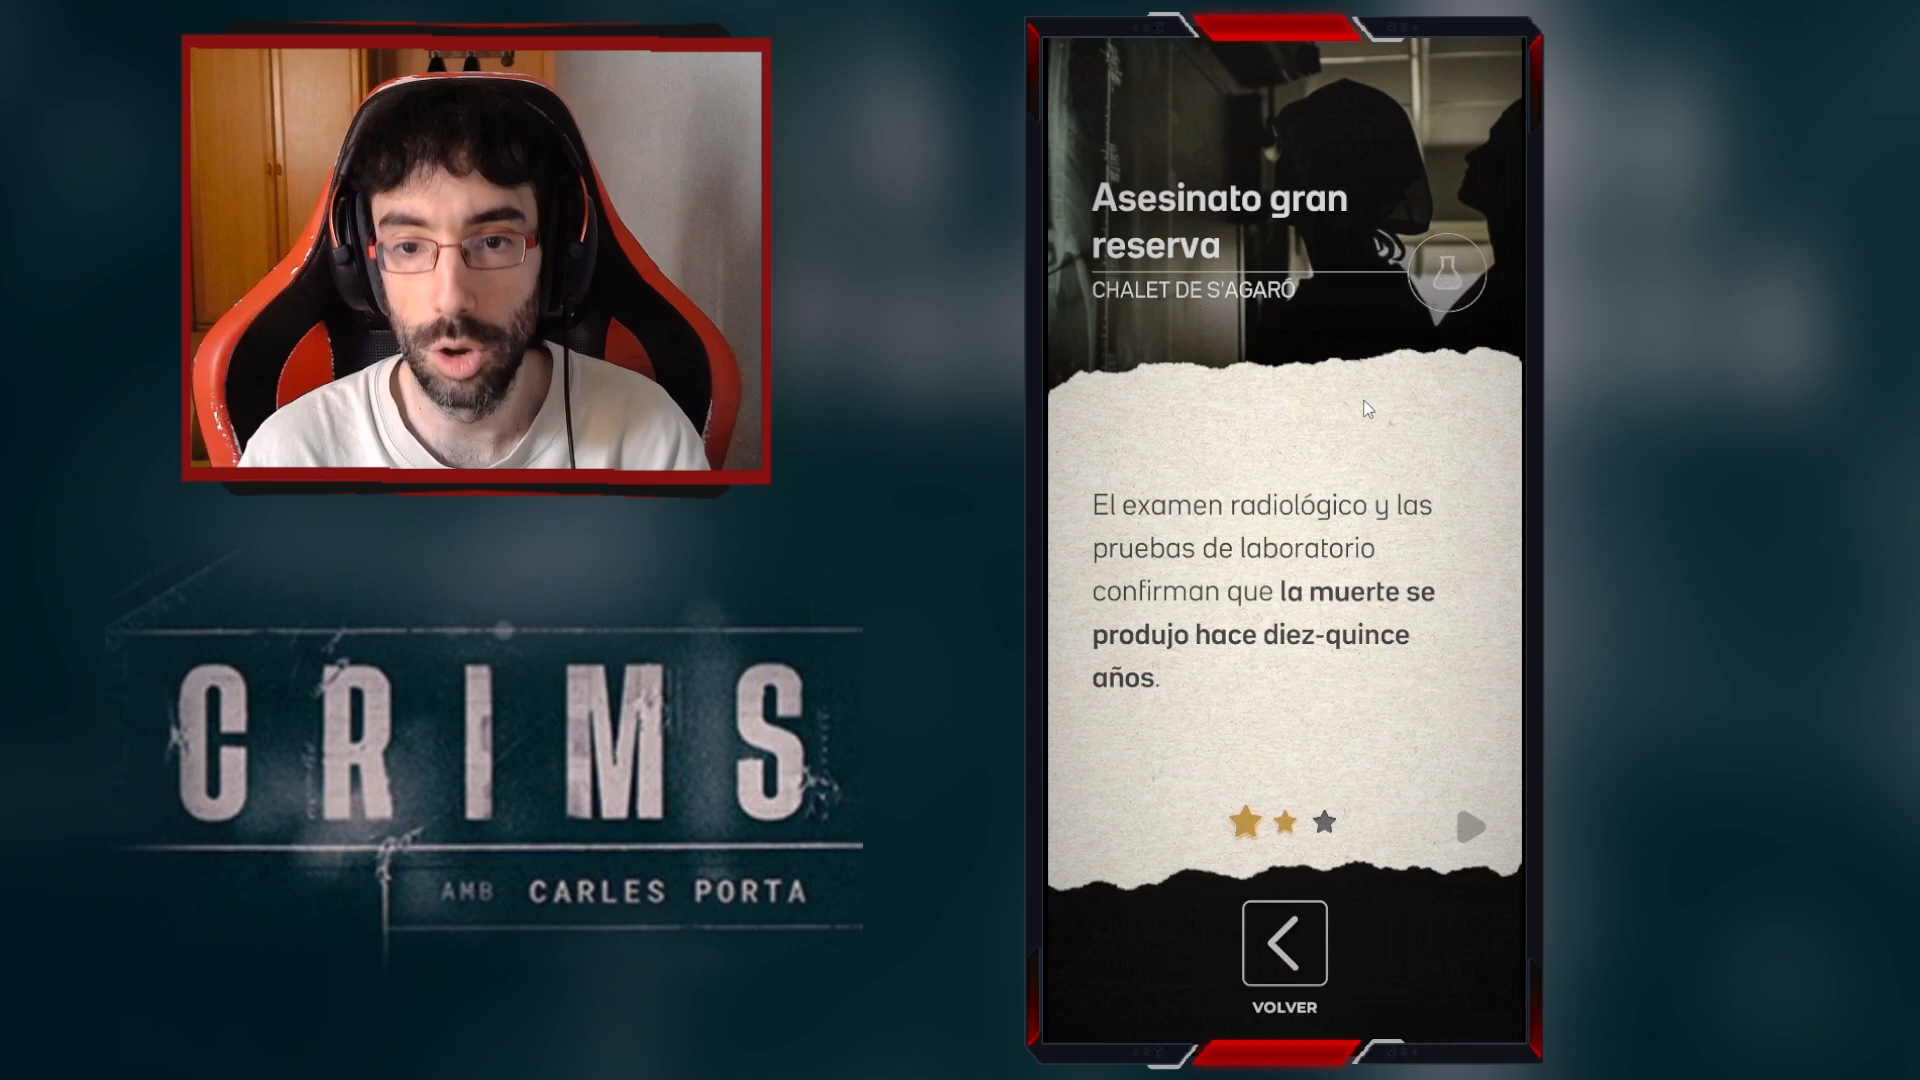 Asesinato gran
reserva
CHALET DE S'AGARÓ
El examen radiológico y las
pruebas de laboratorio
confirman que la muerte se
produjo hace diez-quince
años.
VOLVER
CRIMS
AMB CARLES PORTA